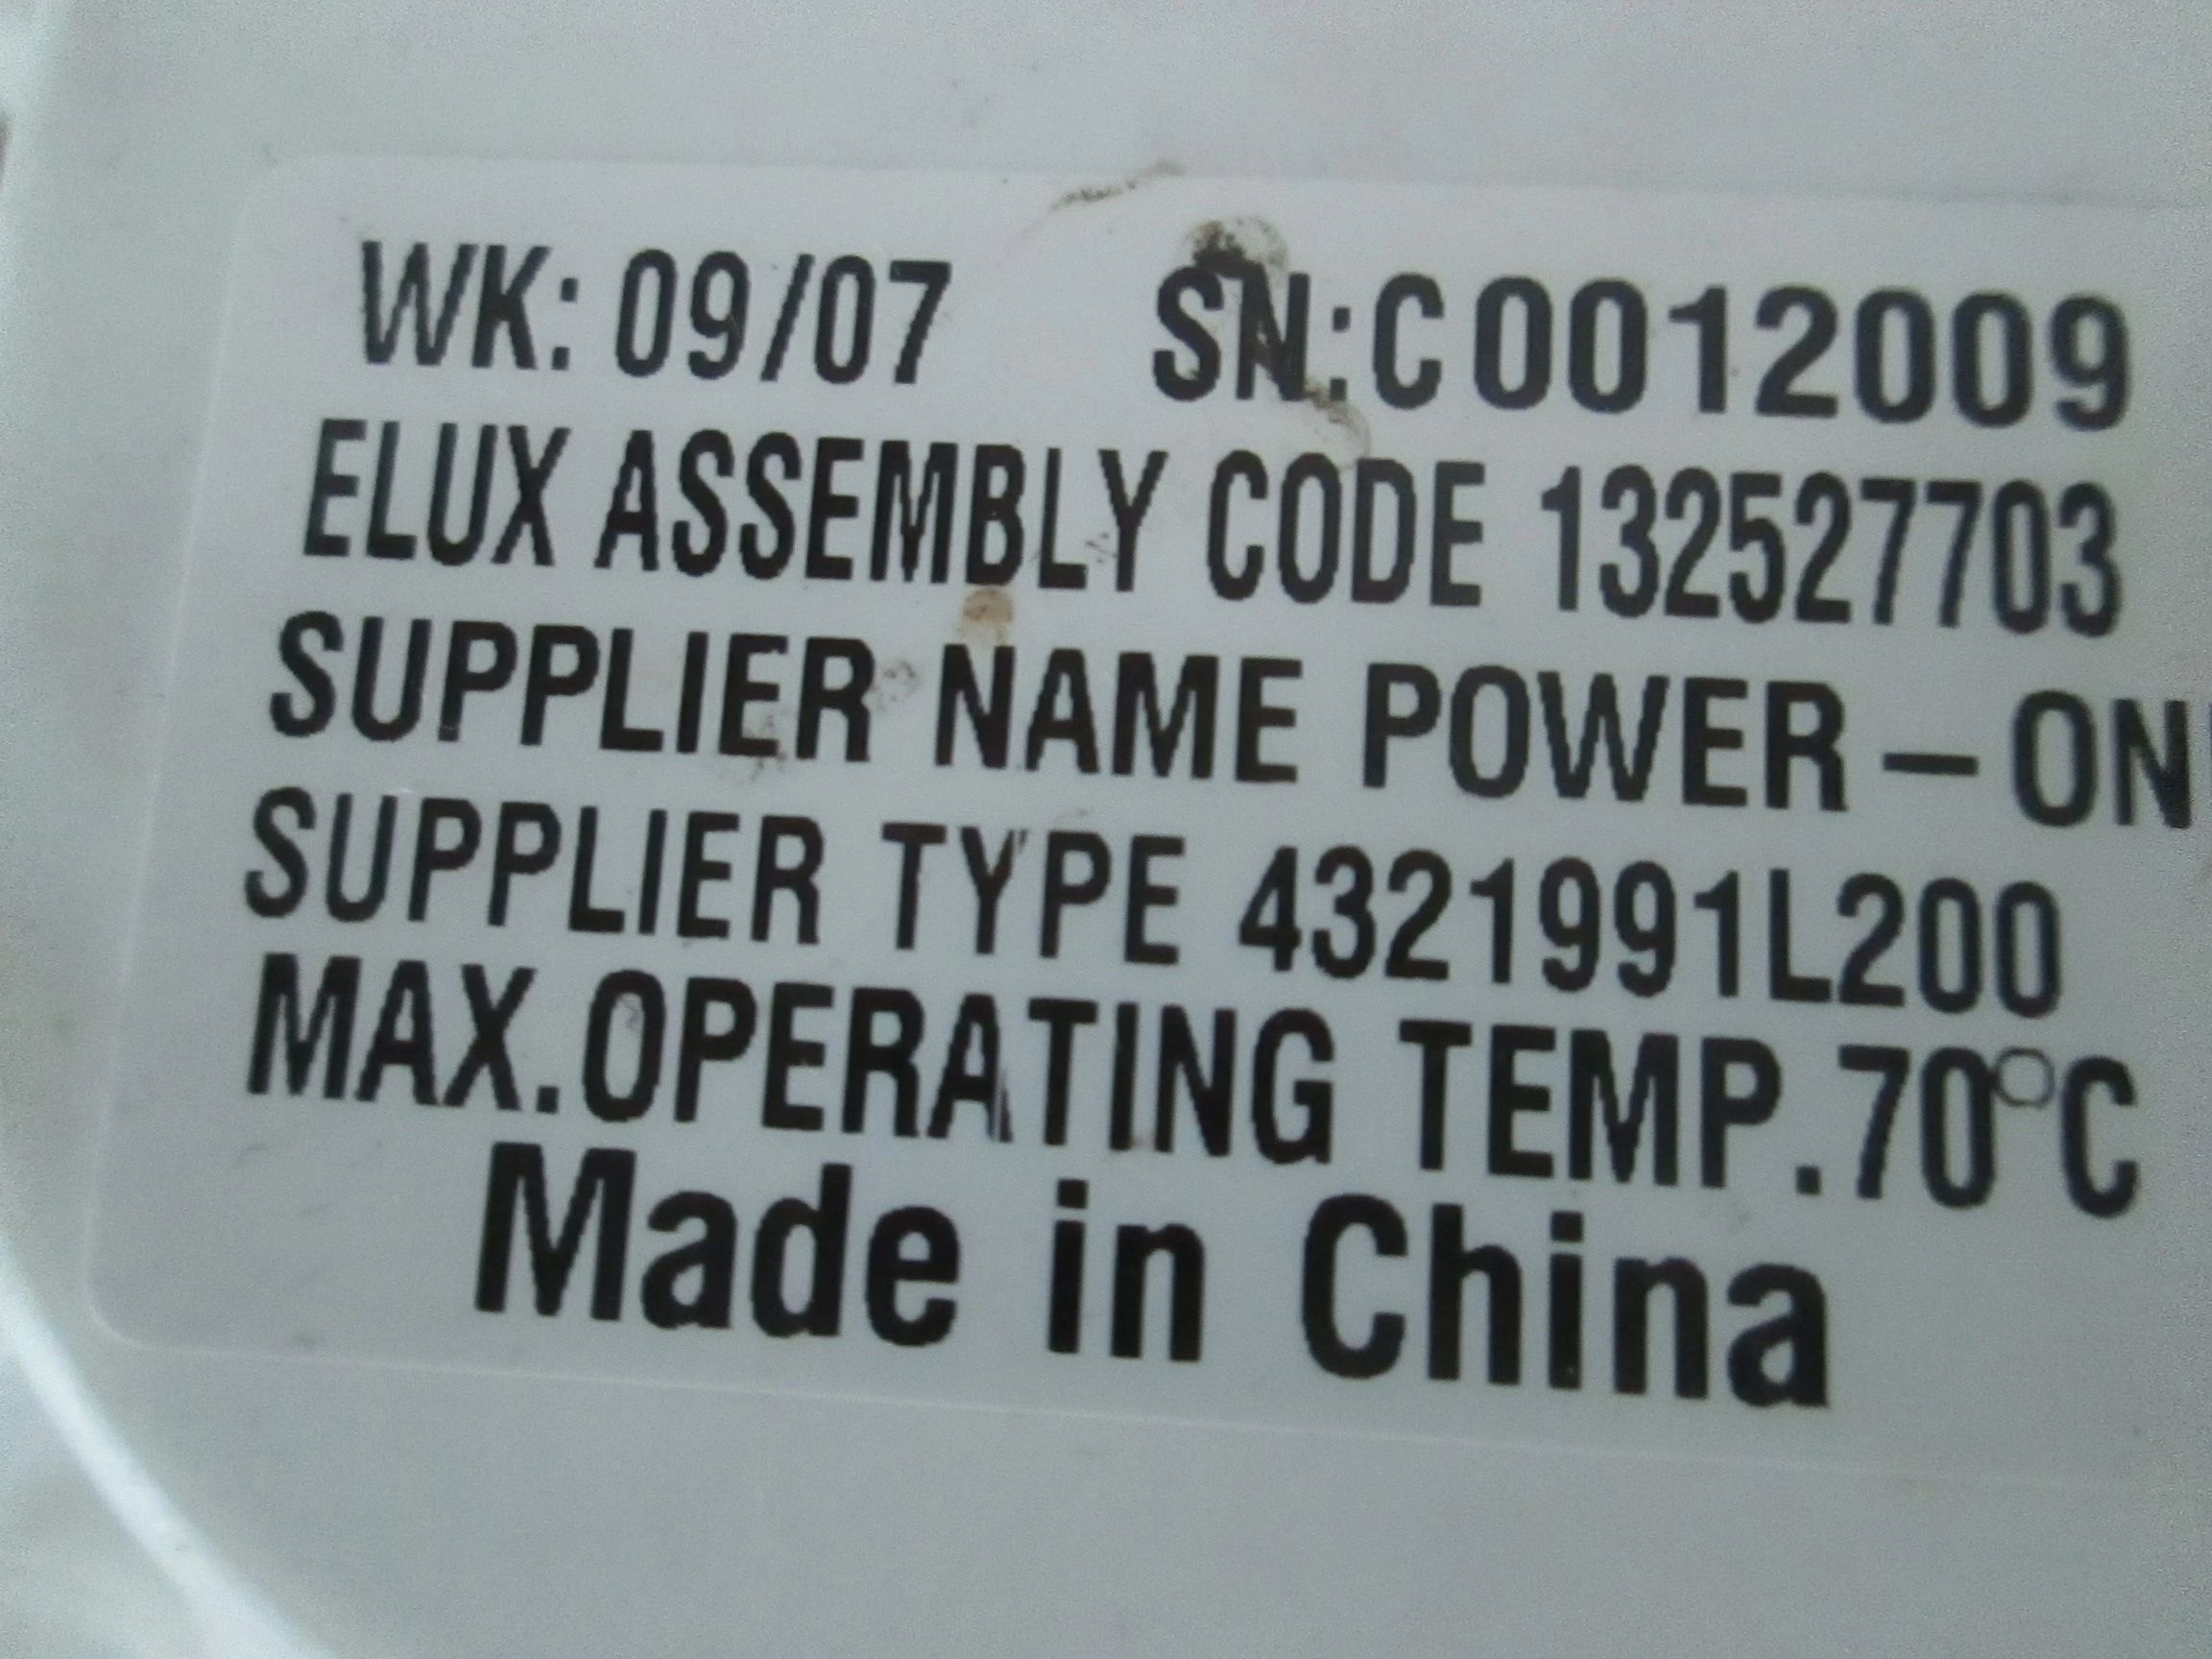 WK: 09/07 SN:C0012009
ELUX ASSEMBLY CODE 132527703
SUPPLIER NAME POWER-ON
SUPPLIER TYPE 4321991L200
MAX.OPERATING TEMP.70°C
Made in China